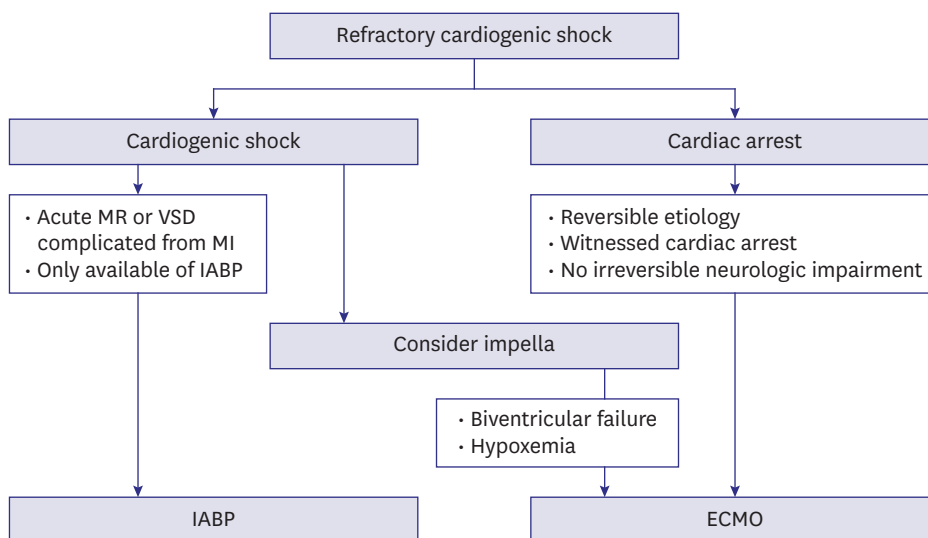 Refractory cardiogenic shock
Cardiogenic shock
Cardiac arrest
· Acute MR or VSD
complicated from MI
· Only available of IABP
· Reversible etiology
· Witnessed cardiac arrest
· No irreversible neurologic impairment
Consider impella
· Biventricular failure
· Hypoxemia
IABP
ECMO